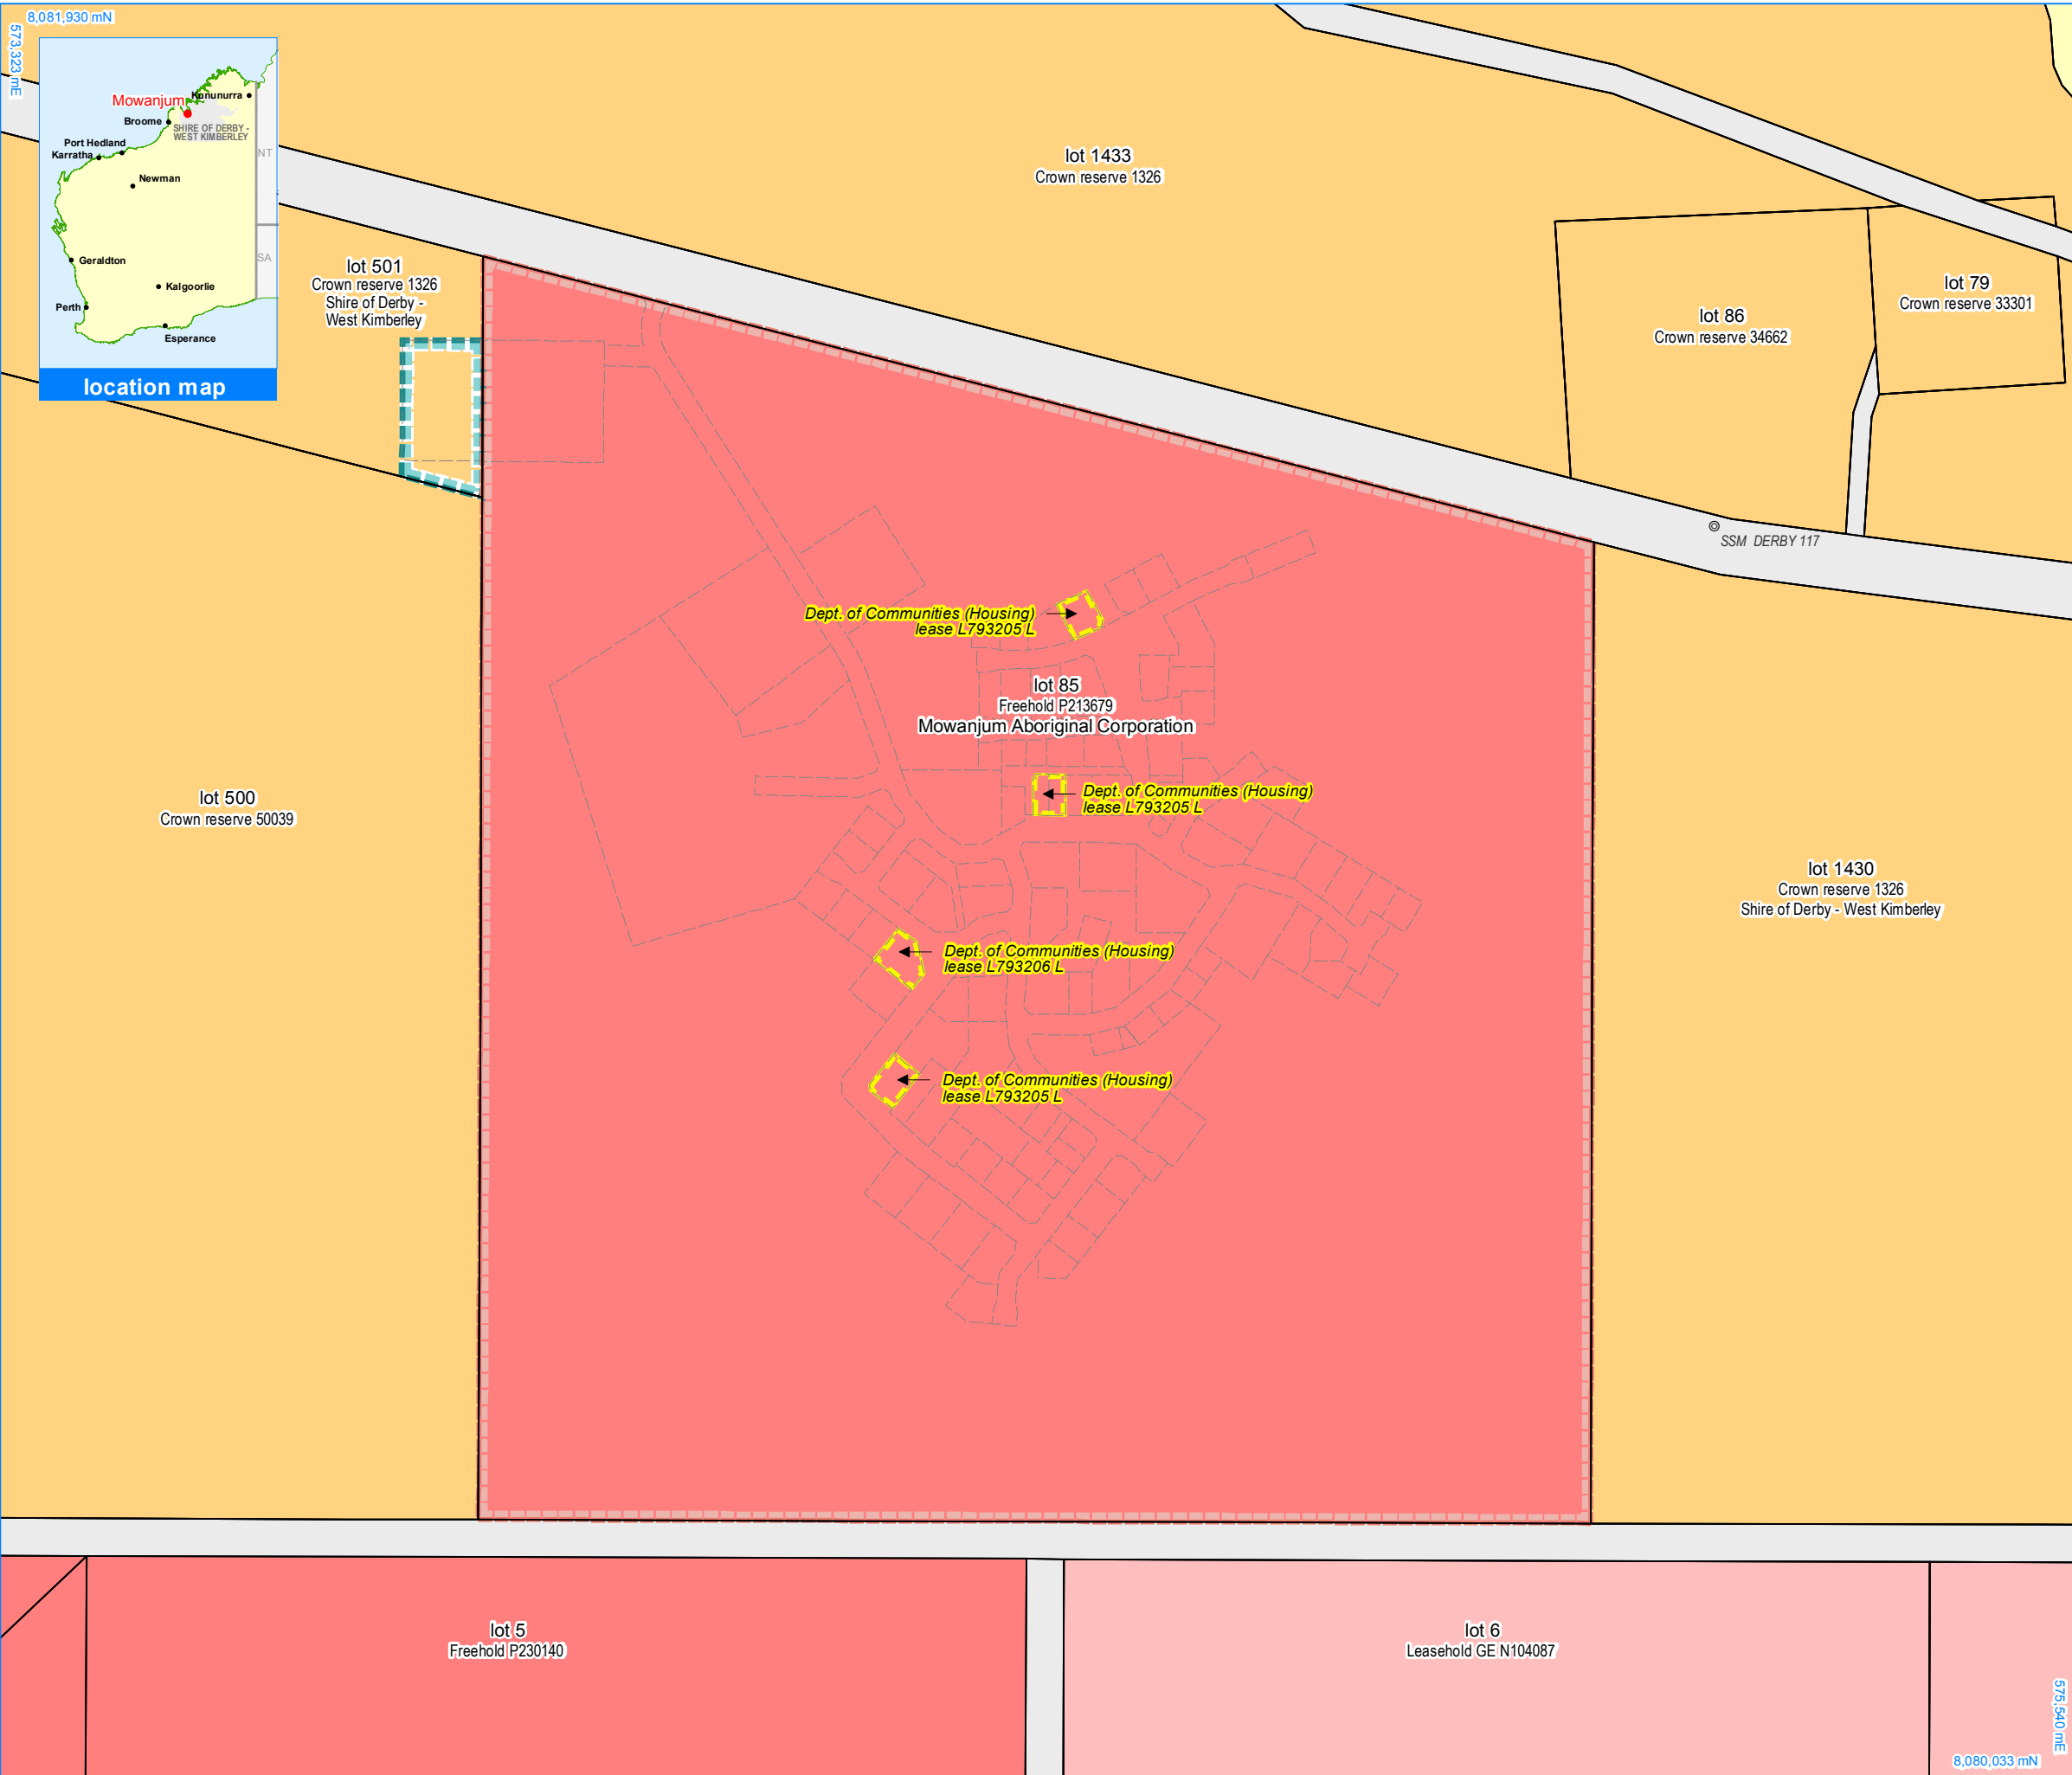 8,081,930 mN
573,323 mE
Mowanjum
Kununurra
Broome
SHIRE OF DERBY -
WEST KIMBERLEY
Port Hedland
Karratha
NT
Newman
Geraldton
SA
Kalgoorlie
Perth
Esperance
location map
lot 1433
Crown reserve 1326
lot 501
Crown reserve 1326
Shire of Derby -
West Kimberley
lot 79
Crown reserve 33301
lot 86
Crown reserve 34662
SSM DERBY 117
Dept. of Communities (Housing)
lease L793205 L
lot 85
Freehold P213679
Mowanjum Aboriginal Corporation
Dept. of Communities (Housing)
lease L793205 L
lot 500
Crown reserve 50039
lot 1430
Crown reserve 1326
Shire of Derby - West Kimberley
Dept. of Communities (Housing)
lease L793206 L
Dept. of Communities (Housing)
lease L793205 L
lot 5
Freehold P230140
lot 6
Leasehold GE N104087
575,540 mE
8,080,033 mN